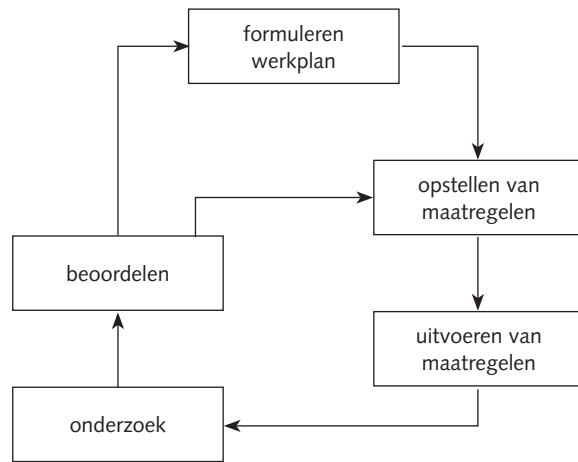 formuleren
werkplan
opstellen van
maatregelen
beoordelen
uitvoeren van
maatregelen
onderzoek